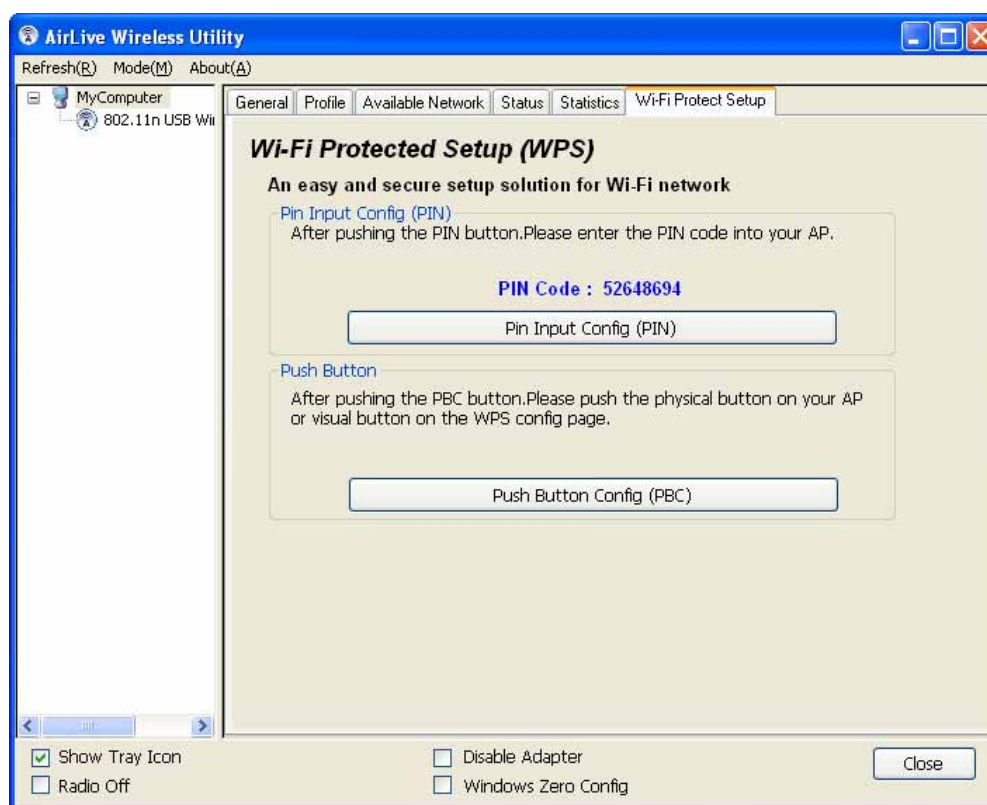 AirLive Wireless Utility
Refresh(R) Mode(M) About(A)
MyComputer
802.11n USB
General Profile Available Network Status Statistics Wi-Fi Protect Setup
Wi-Fi Protected Setup (WPS)
An easy and secure setup solution for Wi-Fi network
Pin Input Config (PIN)
After pushing the PIN button.Please enter the PIN code into your AP.
PIN Code : 52648694
Pin Input Config (PIN)
Push Button
After pushing the PBC button.Please push the physical button on your AP
or visual button on the WPS config page.
Push Button Config (PBC)
Show Tray Icon
Disable Adapter
Close
Radio Off
Windows Zero Config